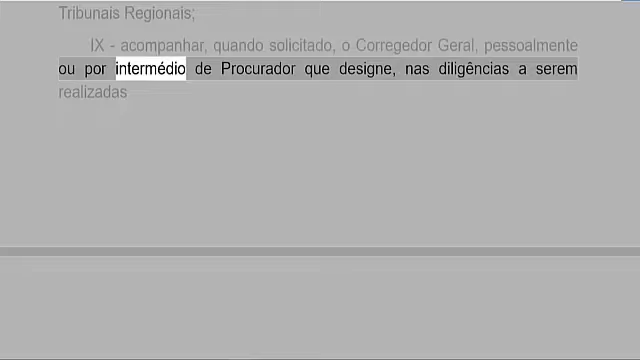 Tribunais Regionais;
IX - acompanhar, quando solicitado, o Corregedor Geral, pessoalmente
ou por intermédio de Procurador que designe, nas diligências a serem
realizadas